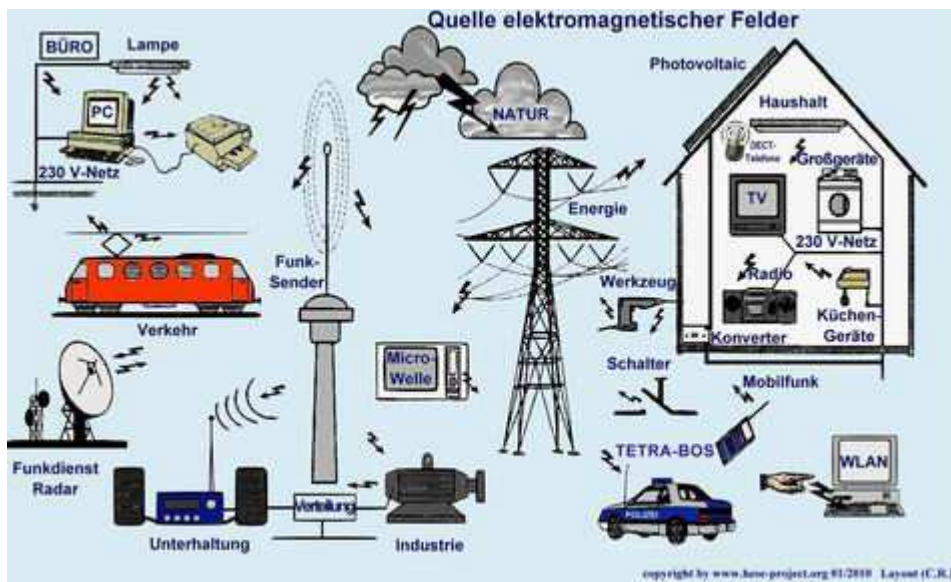 Quelle elektromagnetischer Felder
BÜRO
Lampe
PC
230 V-Netz
NATUR
Photovoltaic
Haushalt
DECT-
Telefone
Großgeräte
TV
230 V-Netz
Radio
Konverter
Küchen-
Geräte
Energie
Werkzeug
Funk-
Sender
Verkehr
Micro-
Welle
Schalter
Mobilfunk
Funkdienst
Radar
TETRA-BOS
POLIZEI
WLAN
Verteilung
Unterhaltung
Industrie
copyright by www.hese-project.org 01/2010 Layout (C.R.)